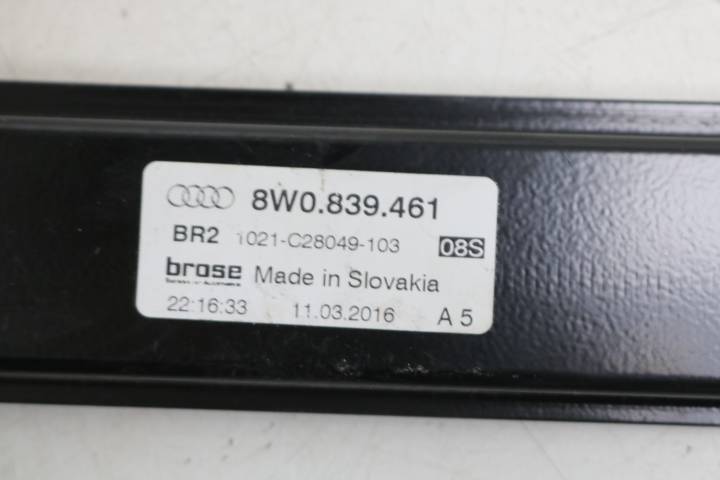 8W0.839.461
BR2 1021-C28049-103 08S
brose Made in Slovakia
22:16:33 11.03.2016 A 5